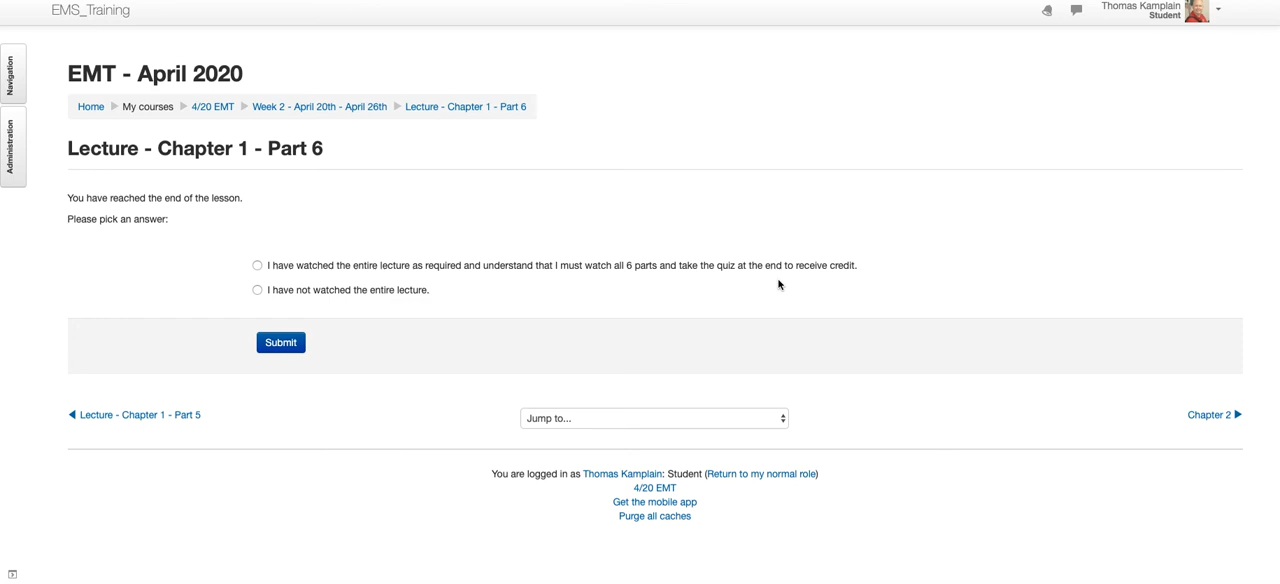 EMS_Training
Thomas Kamplain
Student
Navigation
Administration
EMT - April 2020
Home My courses 4/20 EMT Week 2 - April 20th - April 26th Lecture - Chapter 1 - Part 6
Lecture - Chapter 1 - Part 6
You have reached the end of the lesson.
Please pick an answer:
I have watched the entire lecture as required and understand that I must watch all 6 parts and take the quiz at the end to receive credit.
I have not watched the entire lecture.
Submit
Lecture - Chapter 1 - Part 5
Jump to...
Chapter 2
You are logged in as Thomas Kamplain: Student (Return to my normal role)
4/20 EMT
Get the mobile app
Purge all caches